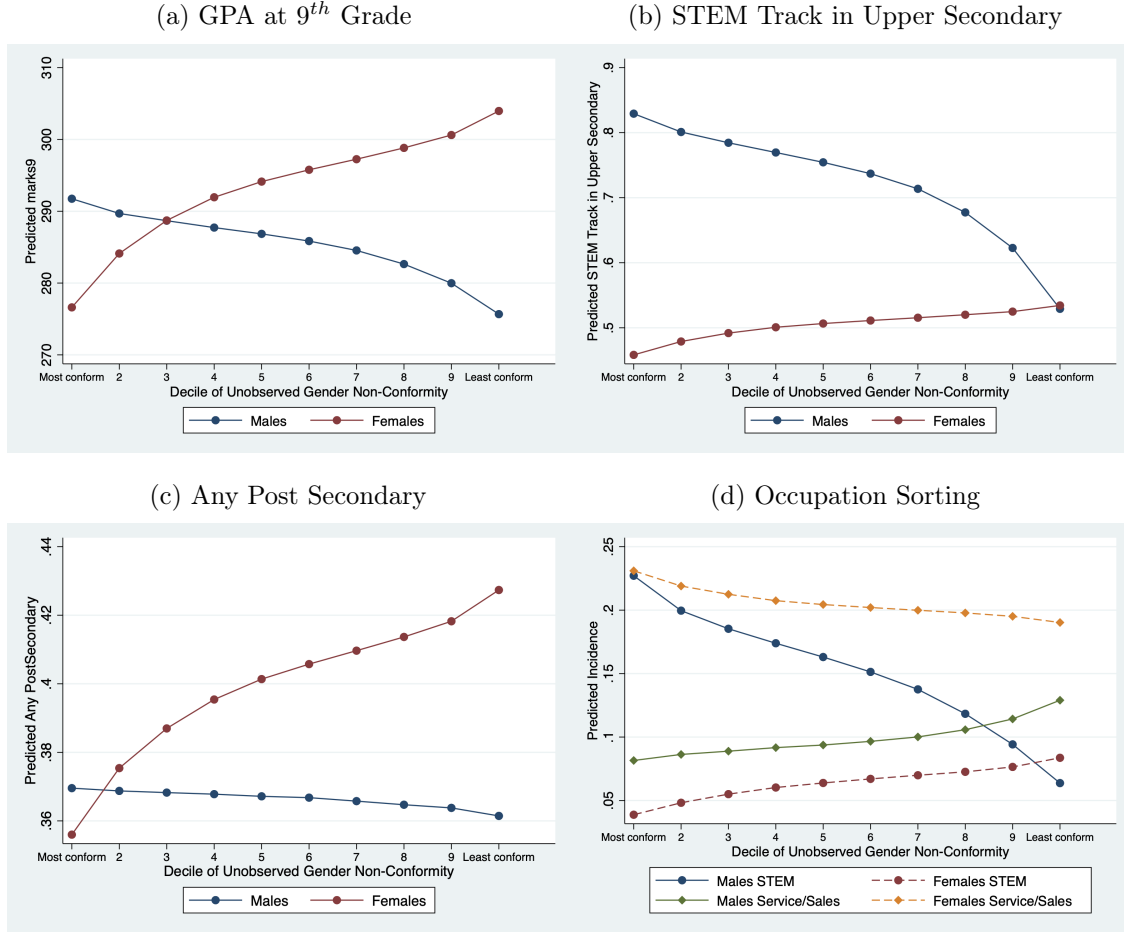 (a) GPA at 9th Grade
310
300
290
280
270
Predicted marks9
Most conform 2 3 4 5 6 7 8 9 Least conform
Decile of Unobserved Gender Non-Conformity
Males Females
(b) STEM Track in Upper Secondary
.9
.8
.7
.6
.5
Predicted STEM Track in Upper Secondary
Most conform 2 3 4 5 6 7 8 9 Least conform
Decile of Unobserved Gender Non-Conformity
Males Females
(c) Any Post Secondary
.44
.42
.4
.38
.36
Predicted Any PostSecondary
Most conform 2 3 4 5 6 7 8 9 Least conform
Decile of Unobserved Gender Non-Conformity
Males Females
(d) Occupation Sorting
.25
.2
.15
.1
.05
Predicted Incidence
Most conform 2 3 4 5 6 7 8 9 Least conform
Decile of Unobserved Gender Non-Conformity
Males STEM Females STEM
Males Service/Sales Females Service/Sales